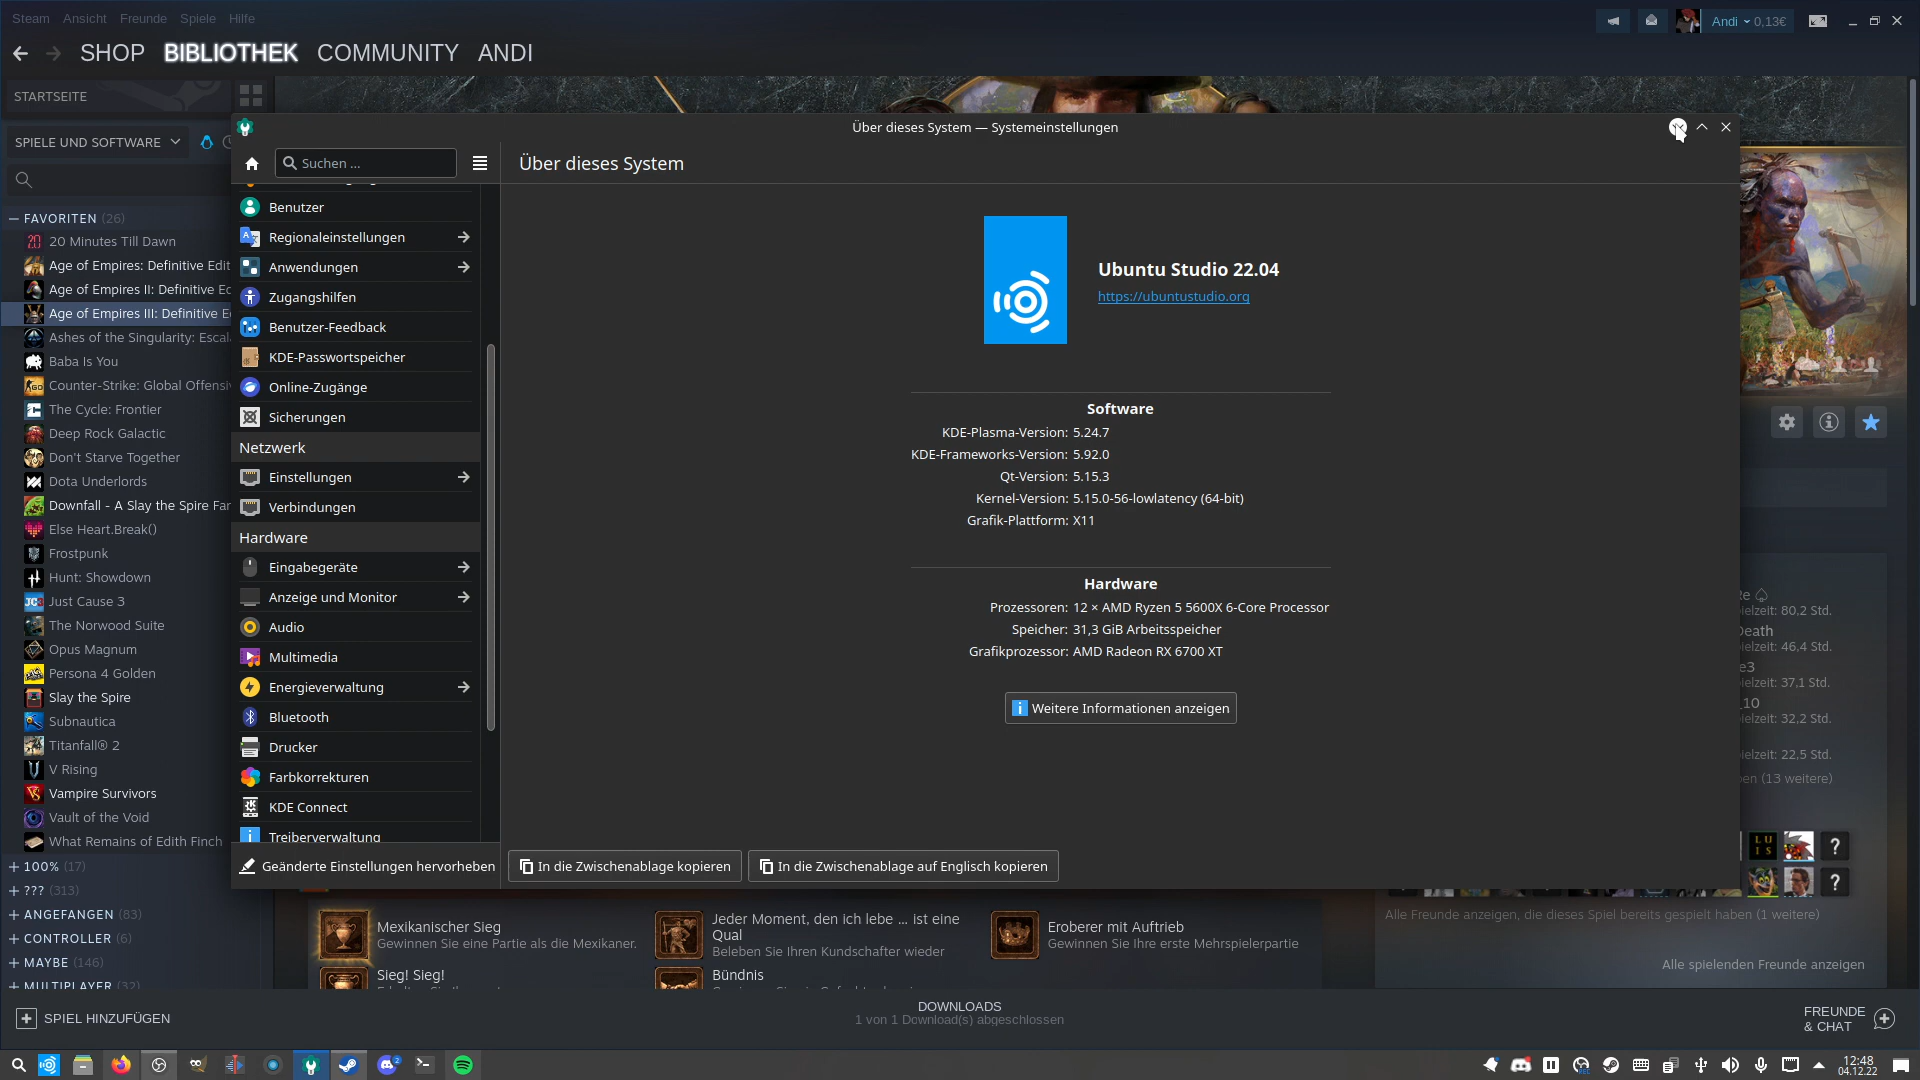 Steam Ansicht Freunde Spiele Hilfe
Andi 0,13€
SHOP BIBLIOTHEK COMMUNITY ANDI
STARTSEITE
SPIELE UND SOFTWARE
FAVORITEN (26)
20 Minutes Till Dawn
Age of Empires: Definitive Edit
Age of Empires II: Definitive Ed
Age of Empires III: Definitive E
Ashes of the Singularity: Escal
Baba Is You
Counter-Strike: Global Offensiv
The Cycle: Frontier
Deep Rock Galactic
Don't Starve Together
Dota Underlords
Downfall - A Slay the Spire Fan
Else Heart.Break()
Frostpunk
Hunt: Showdown
Just Cause 3
The Norwood Suite
Opus Magnum
Persona 4 Golden
Slay the Spire
Subnautica
Titanfall® 2
V Rising
Vampire Survivors
Vault of the Void
What Remains of Edith Finch
100% (17)
??? (313)
ANGEFANGEN (83)
CONTROLLER (6)
MAYBE (146)
MULTIPLAYER (32)
Über dieses System — Systemeinstellungen
Suchen ...
Über dieses System
Benutzer
Regionaleinstellungen
Anwendungen
Zugangshilfen
Benutzer-Feedback
KDE-Passwortspeicher
Online-Zugänge
Sicherungen
Netzwerk
Einstellungen
Verbindungen
Hardware
Eingabegeräte
Anzeige und Monitor
Audio
Multimedia
Energieverwaltung
Bluetooth
Drucker
Farbkorrekturen
KDE Connect
Treiberverwaltung
Geänderte Einstellungen hervorheben
Ubuntu Studio 22.04
https://ubuntustudio.org
Software
KDE-Plasma-Version: 5.24.7
KDE-Frameworks-Version: 5.92.0
Qt-Version: 5.15.3
Kernel-Version: 5.15.0-56-lowlatency (64-bit)
Grafik-Plattform: X11
Hardware
Prozessoren: 12 × AMD Ryzen 5 5600X 6-Core Processor
Speicher: 31,3 GiB Arbeitsspeicher
Grafikprozessor: AMD Radeon RX 6700 XT
Weitere Informationen anzeigen
In die Zwischenablage kopieren
In die Zwischenablage auf Englisch kopieren
Re ♤
ielzeit: 80,2 Std.
Death
ielzeit: 46,4 Std.
e3
ielzeit: 37,1 Std.
_10
ielzeit: 32,2 Std.
ielzeit: 22,5 Std.
ben (13 weitere)
LUIS
? ?
Alle Freunde anzeigen, die dieses Spiel bereits gespielt haben (1 weitere)
Alle spielenden Freunde anzeigen
Mexikanischer Sieg
Gewinnen Sie eine Partie als die Mexikaner.
Jeder Moment, den ich lebe ... ist eine
Qual
Beleben Sie Ihren Kundschafter wieder
Eroberer mit Auftrieb
Gewinnen Sie Ihre erste Mehrspielerpartie
Sieg! Sieg!
Bündnis
SPIEL HINZUFÜGEN
DOWNLOADS
1 von 1 Download(s) abgeschlossen
FREUNDE
& CHAT
12:48
04.12.22